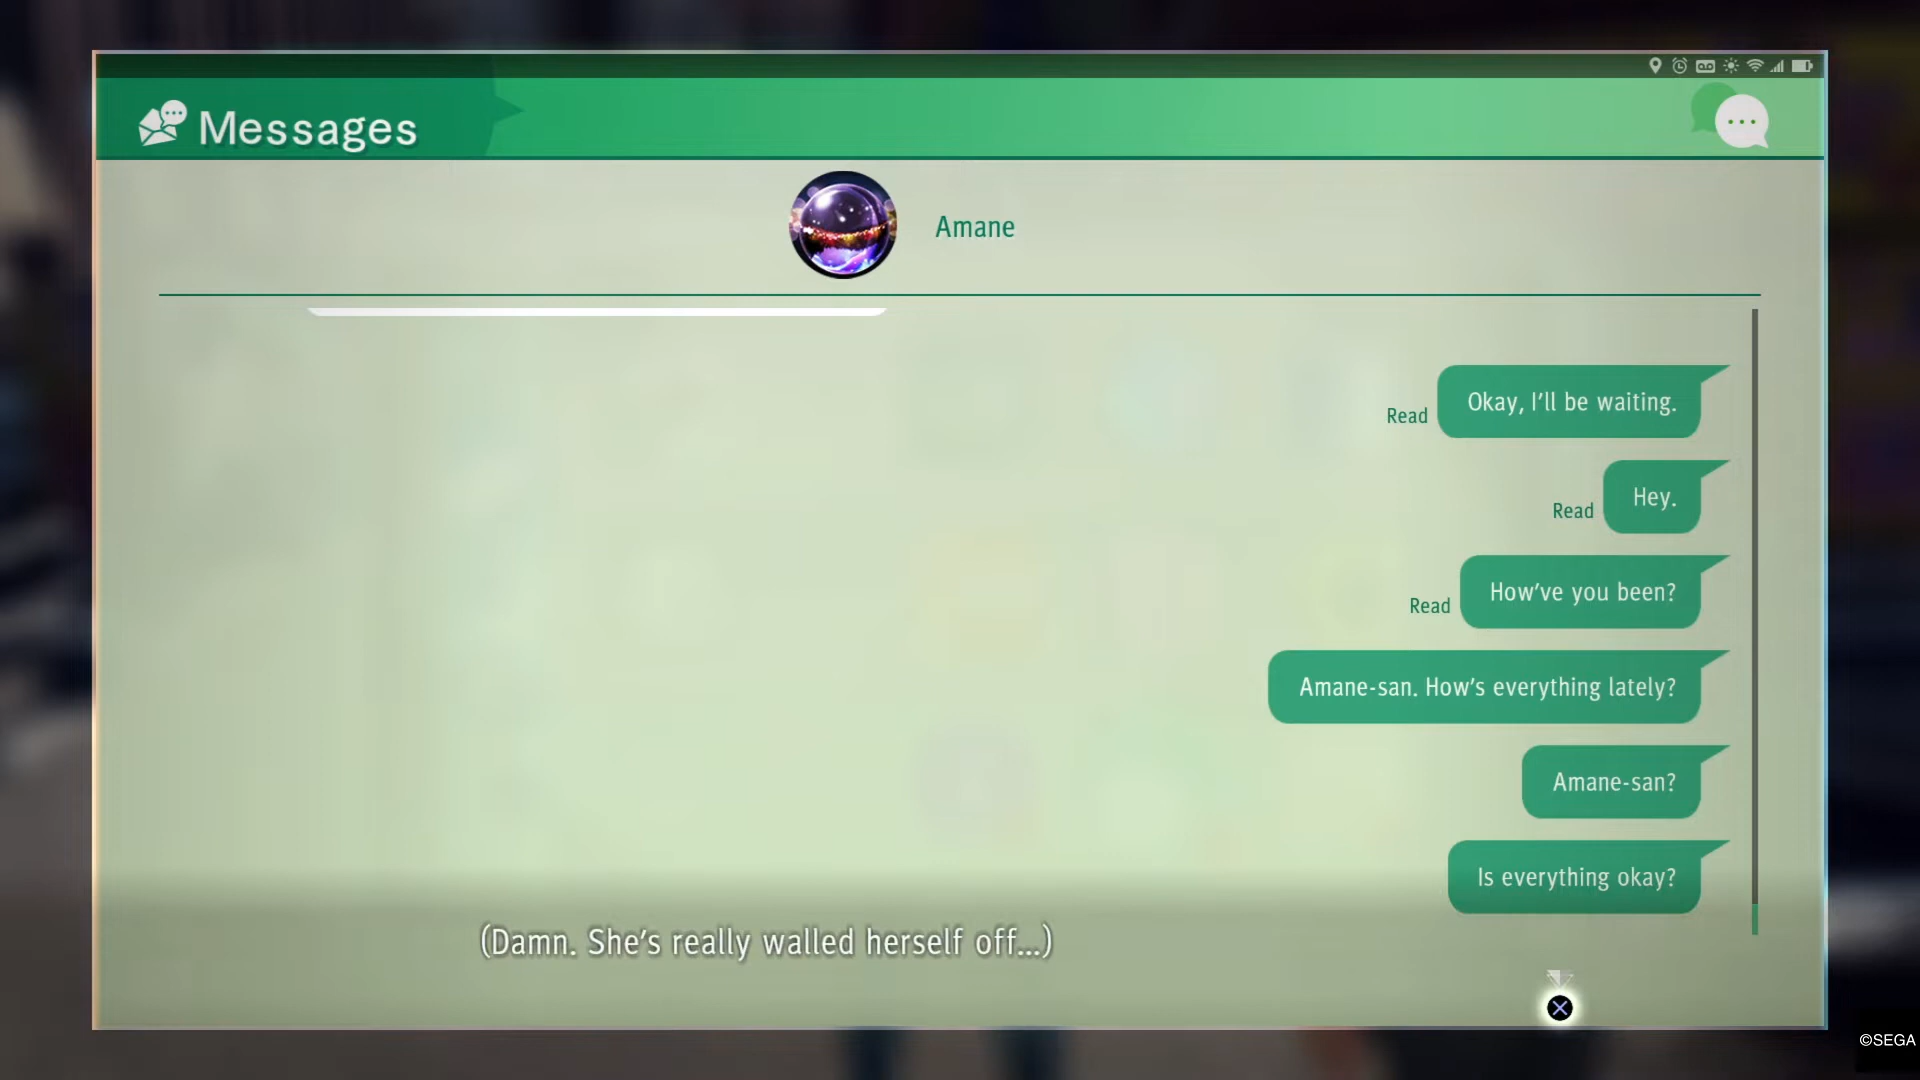 Messages
Amane
Okay, I'll be waiting.
Read
Hey.
Read
How've you been?
Read
Amane-san. How's everything lately?
Amane-san?
Is everything okay?
(Damn. She's really walled herself off...)
©SEGA